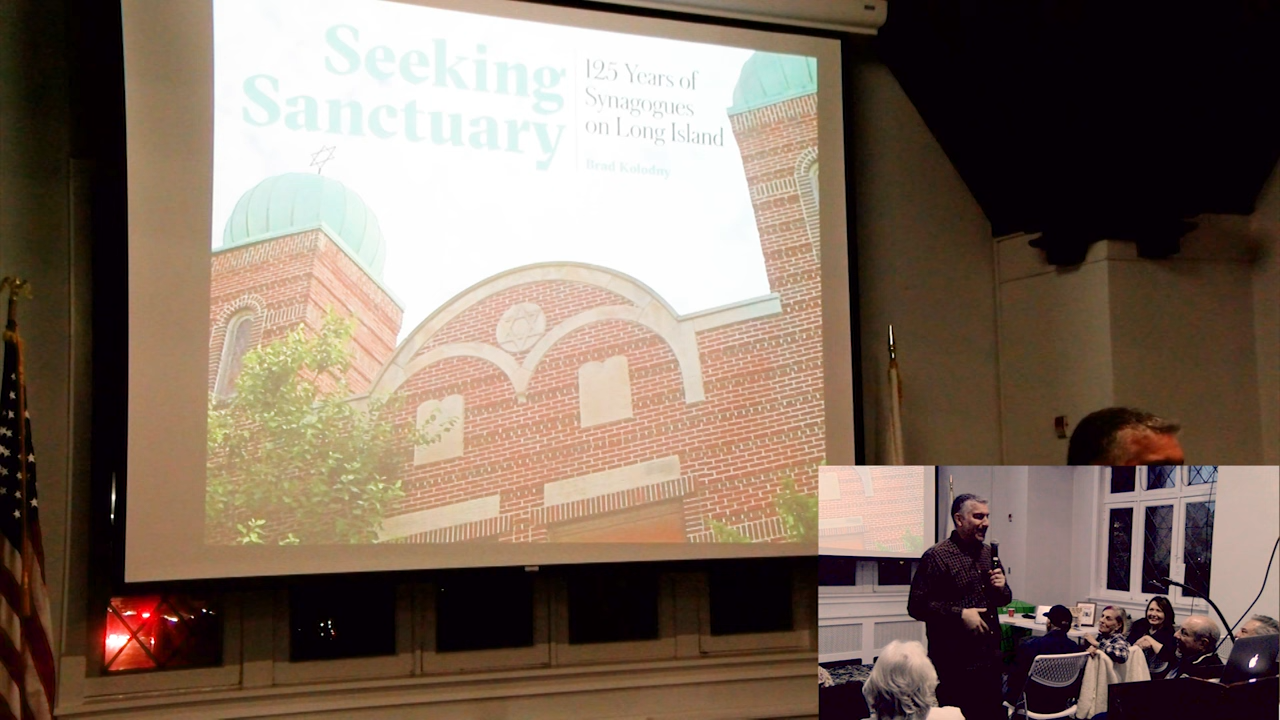 Seeking
Sanctuary
125 Years of
Synagogues
on Long Island
Brad Kolodny